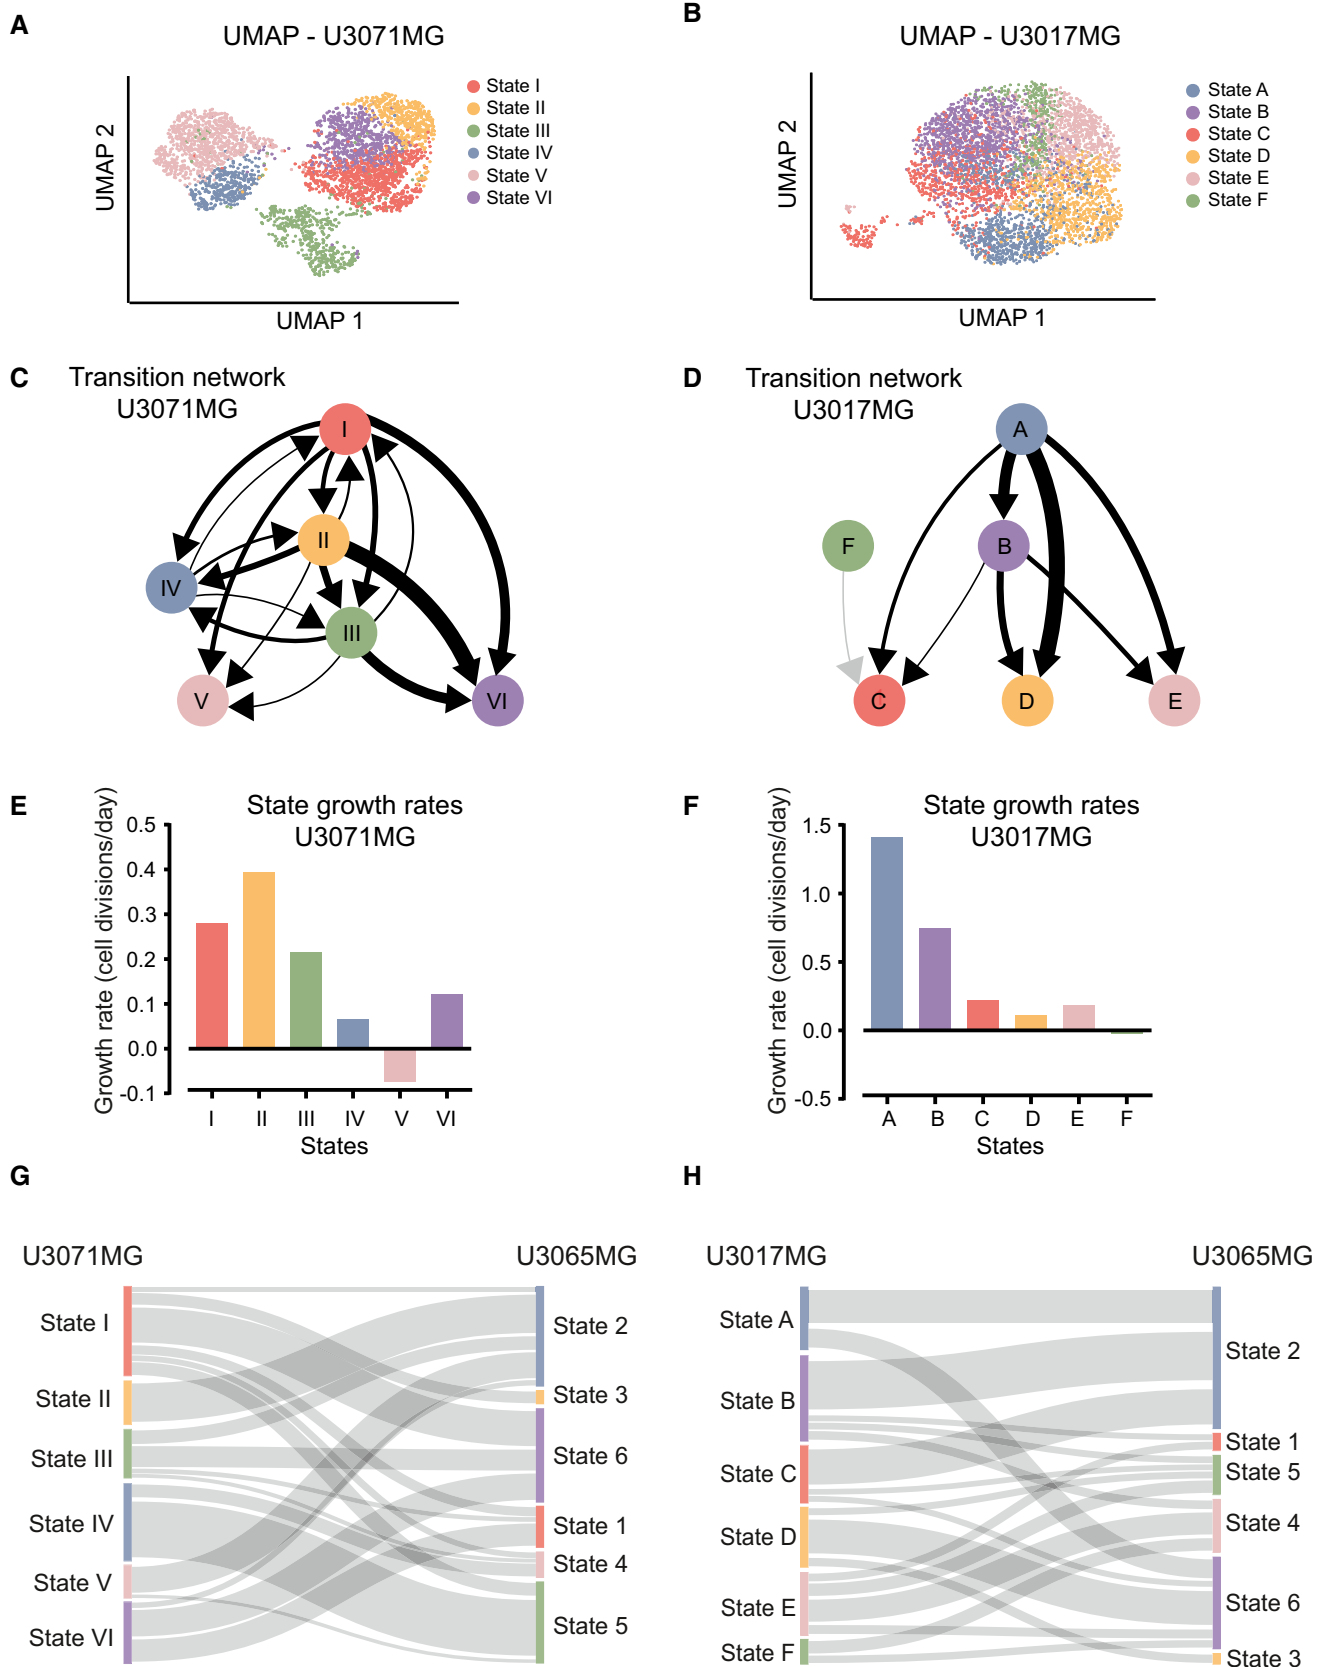 A
UMAP - U3071MG
UMAP 2
UMAP 1
State I
State II
State III
State IV
State V
State VI
B
UMAP - U3017MG
UMAP 2
UMAP 1
State A
State B
State C
State D
State E
State F
C
Transition network
U3071MG
I
II
IV
III
V
VI
D
Transition network
U3017MG
A
F
B
C
D
E
E
State growth rates
U3071MG
Growth rate (cell divisions/day)
0.5
0.4
0.3
0.2
0.1
0.0
-0.1
I
II
III
IV
V
VI
States
F
State growth rates
U3017MG
Growth rate (cell divisions/day)
1.5
1.0
0.5
0.0
-0.5
A
B
C
D
E
F
States
G
U3071MG
U3065MG
State I
State II
State III
State IV
State V
State VI
State 2
State 3
State 6
State 1
State 4
State 5
H
U3017MG
U3065MG
State A
State B
State C
State D
State E
State F
State 2
State 1
State 5
State 4
State 6
State 3